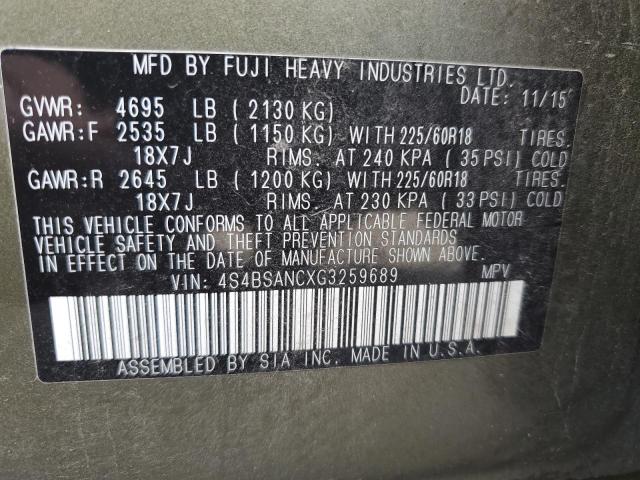 MFD BY FUJI HEAVY INDUSTRIES LTD.
DATE: 11/15
GVWR: 4695 LB ( 2130 KG)
GAWR:F 2535 LB ( 1150 KG) WITH 225/60R18 TIRES.
18X7J RIMS. AT 240 KPA ( 35 PSI) COLD
GAWR:R 2645 LB ( 1200 KG) WITH 225/60R18 TIRES.
18X7J RIMS. AT 230 KPA ( 33 PSI) COLD
THIS VEHICLE CONFORMS TO ALL APPLICABLE FEDERAL MOTOR
VEHICLE SAFETY AND THEFT PREVENTION STANDARDS
IN EFFECT ON THE DATE OF MANUFACTURE SHOWN ABOVE.
VIN: 4S4BSANCXG3259689 MPV
ASSEMBLED BY SIA INC. MADE IN U.S.A.